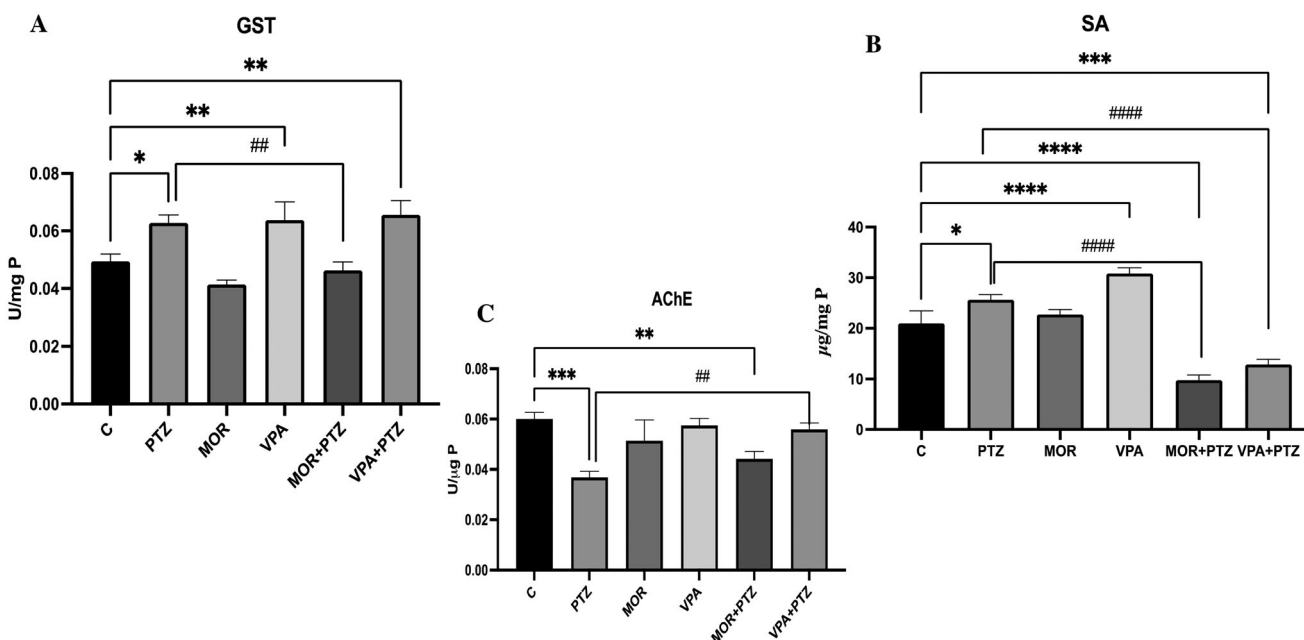 A
GST
**
**
##
*
0.08
0.06
0.04
0.02
0.00
U/mg P
C
PTZ
MOR
VPA
MOR+PTZ
VPA+PTZ
B
SA
***
####
****
****
*
####
40
30
20
10
0
µg/mg P
C
PTZ
MOR
VPA
MOR+PTZ
VPA+PTZ
C
AChE
**
***
##
0.08
0.06
0.04
0.02
0.00
U/µg P
C
PTZ
MOR
VPA
MOR+PTZ
VPA+PTZ